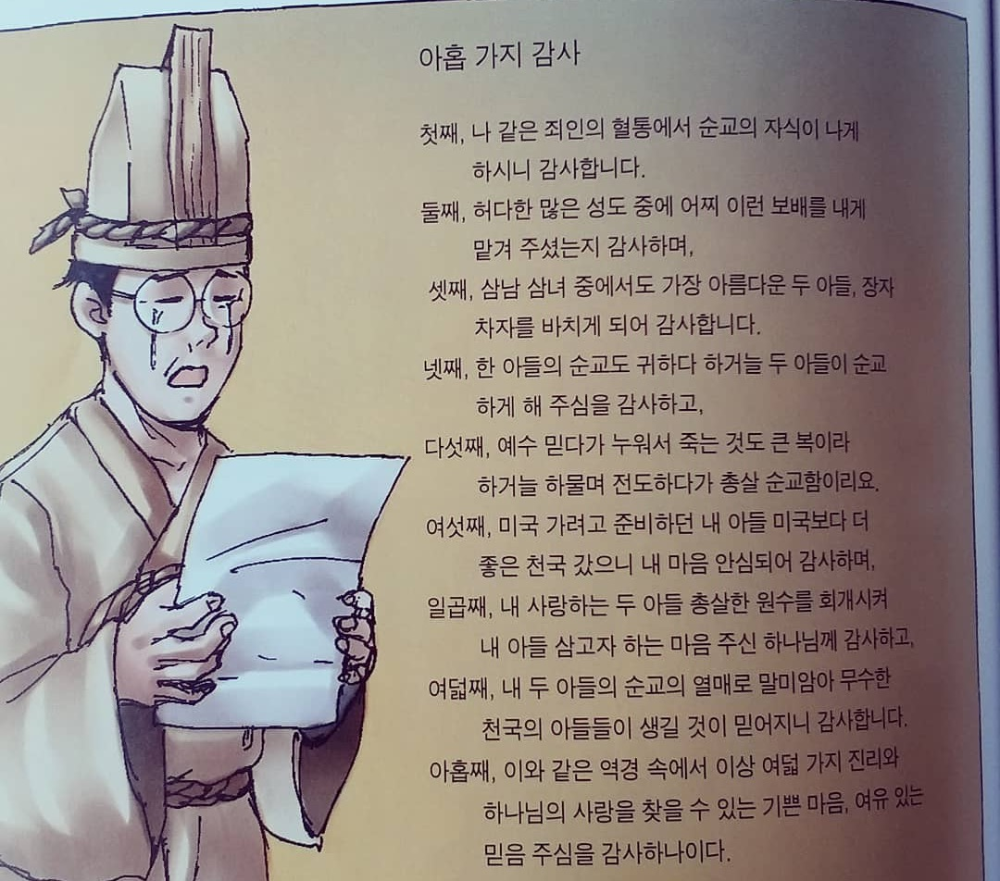 아홉 가지 감사
첫째, 나 같은 죄인의 혈통에서 순교의 자식이 나게
하시니 감사합니다.
둘째, 허다한 많은 성도 중에 어찌 이런 보배를 내게
맡겨 주셨는지 감사하며,
셋째, 삼남 삼녀 중에서도 가장 아름다운 두 아들, 장자
차자를 바치게 되어 감사합니다.
넷째, 한 아들의 순교도 귀하다 하거늘 두 아들이 순교
하게 해 주심을 감사하고,
다섯째, 예수 믿다가 누워서 죽는 것도 큰 복이라
하거늘 하물며 전도하다가 총살 순교함이리요.
여섯째, 미국 가려고 준비하던 내 아들 미국보다 더
좋은 천국 갔으니 내 마음 안심되어 감사하며,
일곱째, 내 사랑하는 두 아들 총살한 원수를 회개시켜
내 아들 삼고자 하는 마음 주신 하나님께 감사하고,
여덟째, 내 두 아들의 순교의 열매로 말미암아 무수한
천국의 아들들이 생길 것이 믿어지니 감사합니다.
아홉째, 이와 같은 역경 속에서 이상 여덟 가지 진리와
하나님의 사랑을 찾을 수 있는 기쁜 마음, 여유 있는
믿음 주심을 감사하나이다.